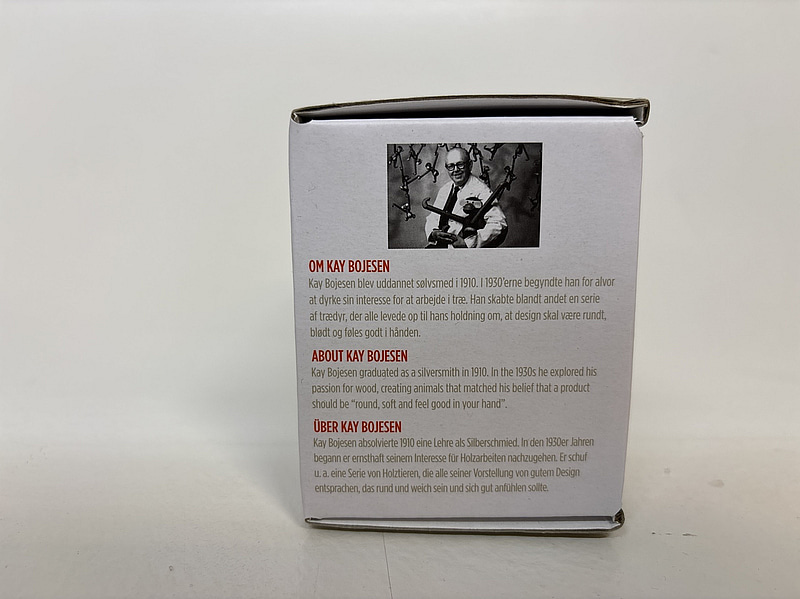 OM KAY BOJESEN
Kay Bojesen blev uddannet sølvsmed i 1910. I 1930'erne begyndte han for alvor
at dyrke sin interesse for at arbejde i træ. Han skabte blandt andet en serie
af trædyr, der alle levede op til hans holdning om, at design skal være rundt,
blødt og føles godt i hånden.
ABOUT KAY BOJESEN
Kay Bojesen graduated as a silversmith in 1910. In the 1930s he explored his
passion for wood, creating animals that matched his belief that a product
should be “round, soft and feel good in your hand”.
ÜBER KAY BOJESEN
Kay Bojesen absolvierte 1910 eine Lehre als Silberschmied. In den 1930er Jahren
begann er ernsthaft seinem Interesse für Holzarbeiten nachzugehen. Er schuf
u. a. eine Serie von Holztieren, die alle seiner Vorstellung von gutem Design
entsprachen, das rund und weich sein und sich gut anfühlen sollte.